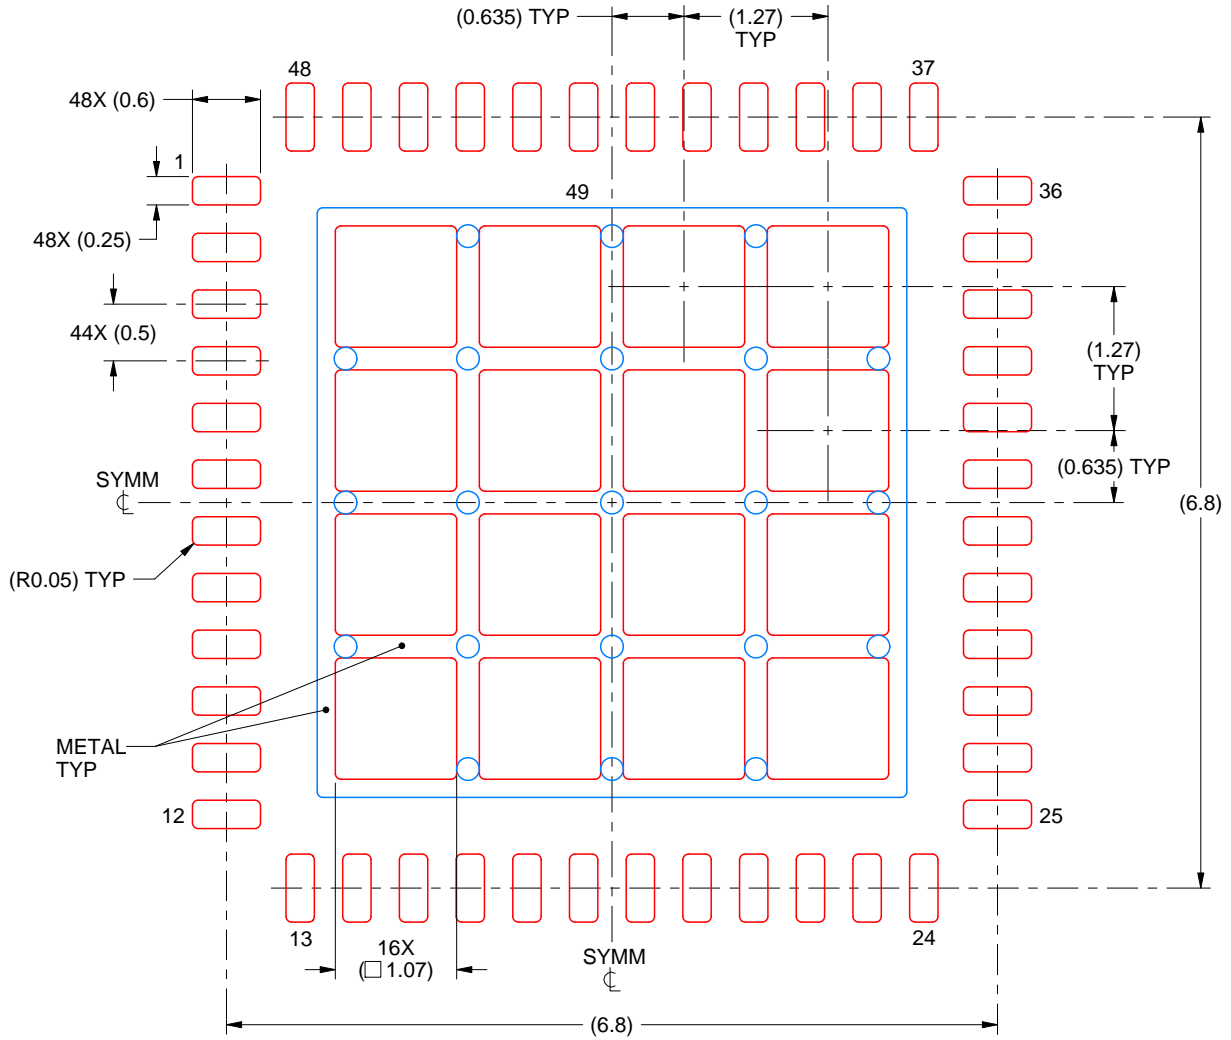 (0.635) TYP
(1.27)
TYP
48
37
48X (0.6)
1
49
36
48X (0.25)
44X (0.5)
(1.27)
TYP
(0.635) TYP
SYMM
℄
(6.8)
(R0.05) TYP
METAL
TYP
12
25
13
16X
(□ 1.07)
SYMM
℄
24
(6.8)